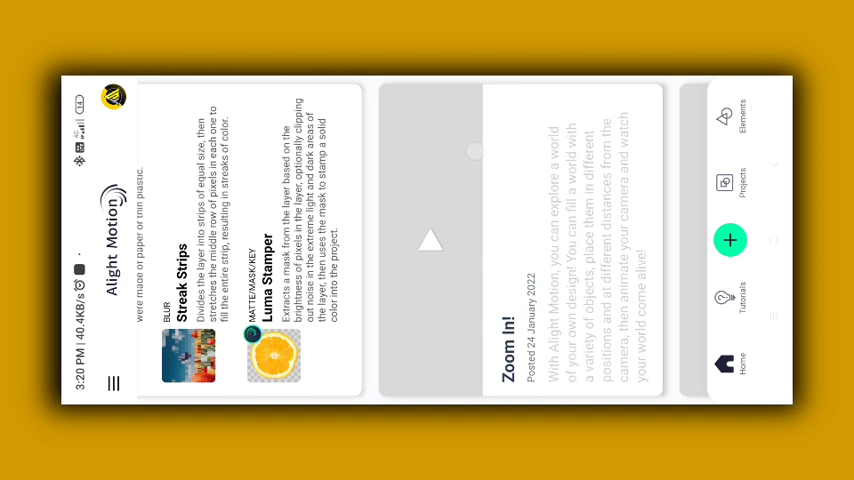 3:20 PM | 40.4KB/s
4G
14
Alight Motion
were made of paper or thin plastic.
BLUR
Streak Strips
Divides the layer into strips of equal size, then
stretches the middle row of pixels in each one to
fill the entire strip, resulting in streaks of color.
MATTE/MASK/KEY
Luma Stamper
Extracts a mask from the layer based on the
brightness of pixels in the layer, optionally clipping
out noise in the extreme light and dark areas of
the layer, then uses the mask to stamp a solid
color into the project.
Zoom In!
Posted 24 January 2022
With Alight Motion, you can explore a world
of your own design! You can fill a world with
a variety of objects, place them in different
positions and at different distances from the
camera, then animate your camera and watch
your world come alive!
Home
Tutorials
Projects
Elements